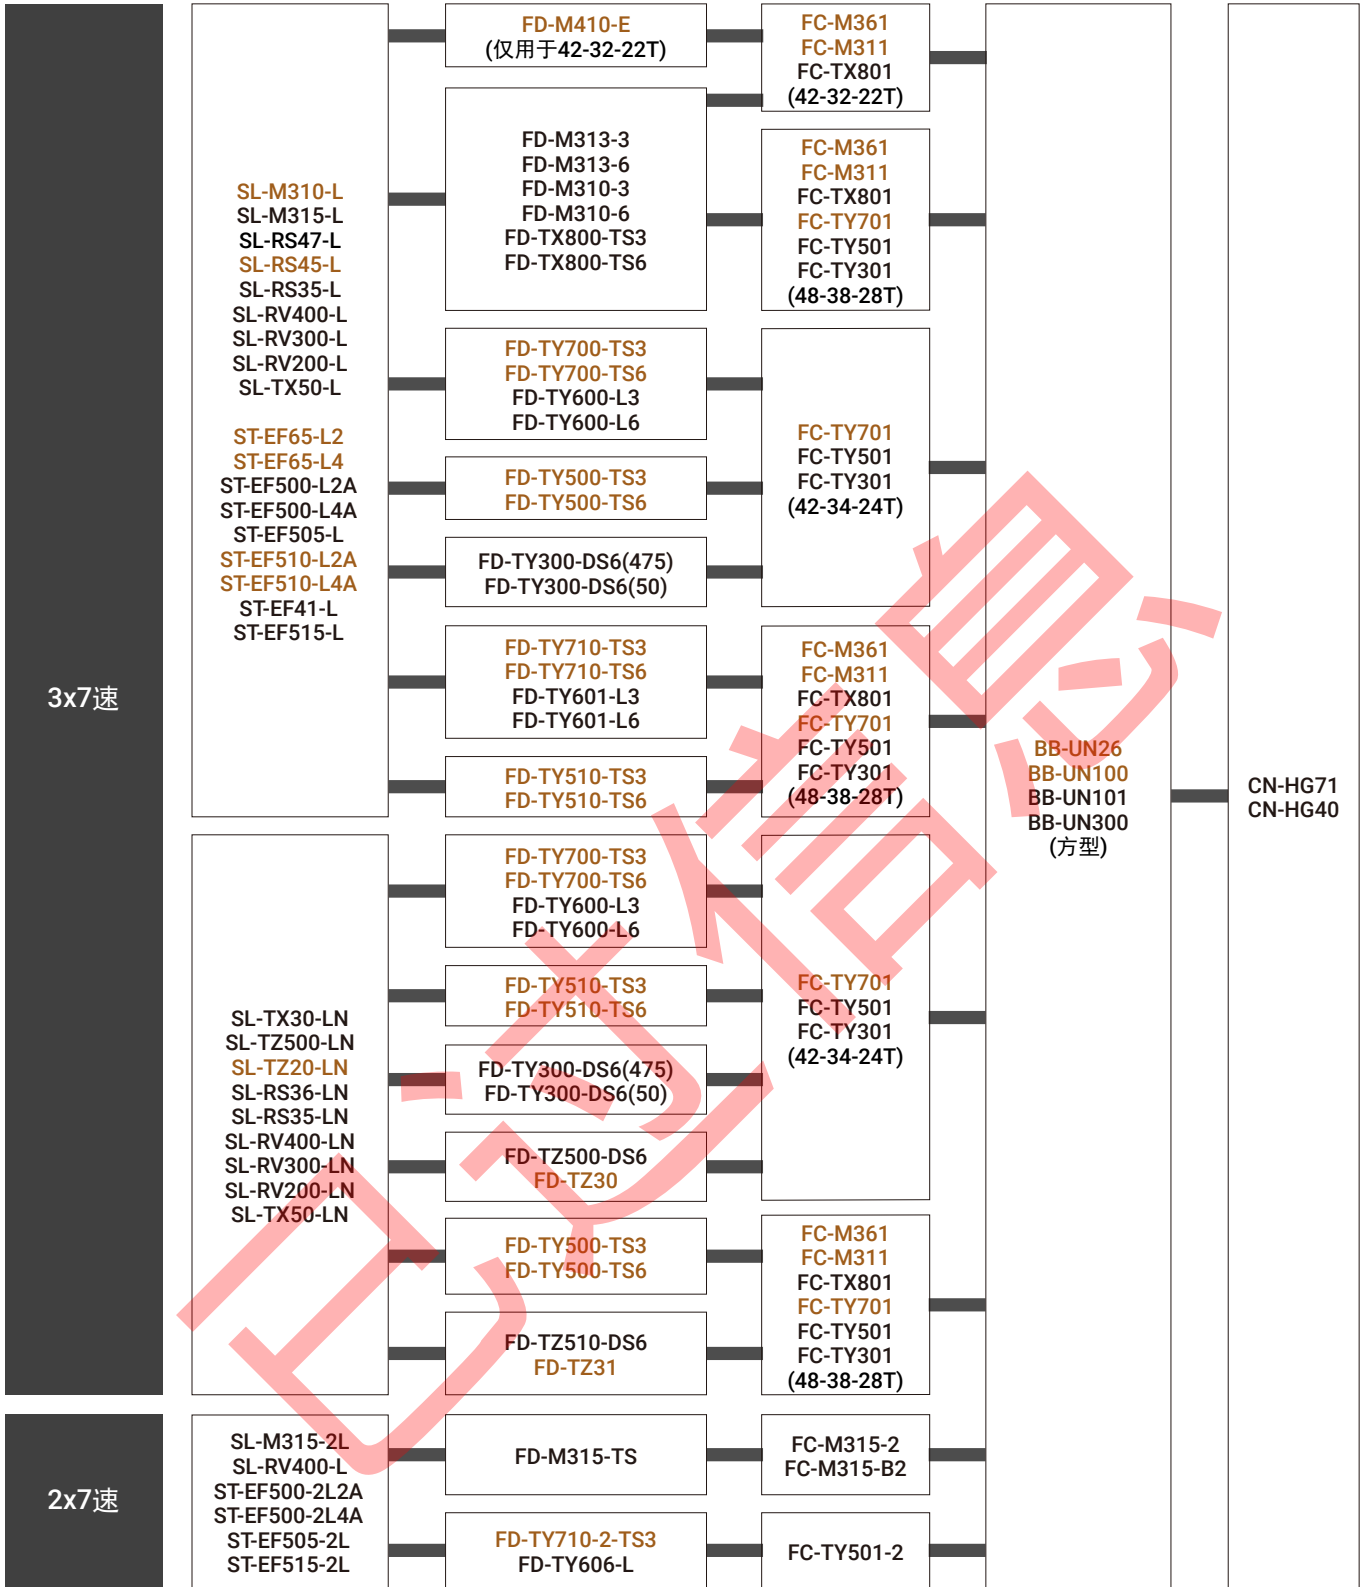 3x7速
SL-M310-L
SL-M315-L
SL-RS47-L
SL-RS45-L
SL-RS35-L
SL-RV400-L
SL-RV300-L
SL-RV200-L
SL-TX50-L
ST-EF65-L2
ST-EF65-L4
ST-EF500-L2A
ST-EF500-L4A
ST-EF505-L
ST-EF510-L2A
ST-EF510-L4A
ST-EF41-L
ST-EF515-L
FD-M410-E
(仅用于42-32-22T)
FD-M313-3
FD-M313-6
FD-M310-3
FD-M310-6
FD-TX800-TS3
FD-TX800-TS6
FD-TY700-TS3
FD-TY700-TS6
FD-TY600-L3
FD-TY600-L6
FD-TY500-TS3
FD-TY500-TS6
FD-TY300-DS6(475)
FD-TY300-DS6(50)
FD-TY710-TS3
FD-TY710-TS6
FD-TY601-L3
FD-TY601-L6
FD-TY510-TS3
FD-TY510-TS6
FC-M361
FC-M311
FC-TX801
(42-32-22T)
FC-M361
FC-M311
FC-TX801
FC-TY701
FC-TY501
FC-TY301
(48-38-28T)
FC-TY701
FC-TY501
FC-TY301
(42-34-24T)
FC-M361
FC-M311
FC-TX801
FC-TY701
FC-TY501
FC-TY301
(48-38-28T)
SL-TX30-LN
SL-TZ500-LN
SL-TZ20-LN
SL-RS36-LN
SL-RS35-LN
SL-RV400-LN
SL-RV300-LN
SL-RV200-LN
SL-TX50-LN
FD-TY700-TS3
FD-TY700-TS6
FD-TY600-L3
FD-TY600-L6
FD-TY510-TS3
FD-TY510-TS6
FD-TY300-DS6(475)
FD-TY300-DS6(50)
FD-TZ500-DS6
FD-TZ30
FD-TY500-TS3
FD-TY500-TS6
FD-TZ510-DS6
FD-TZ31
FC-TY701
FC-TY501
FC-TY301
(42-34-24T)
FC-M361
FC-M311
FC-TX801
FC-TY701
FC-TY501
FC-TY301
(48-38-28T)
2x7速
SL-M315-2L
SL-RV400-L
ST-EF500-2L2A
ST-EF500-2L4A
ST-EF505-2L
ST-EF515-2L
FD-M315-TS
FD-TY710-2-TS3
FD-TY606-L
FC-M315-2
FC-M315-B2
FC-TY501-2
BB-UN26
BB-UN100
BB-UN101
BB-UN300
(方型)
CN-HG71
CN-HG40
已过信息